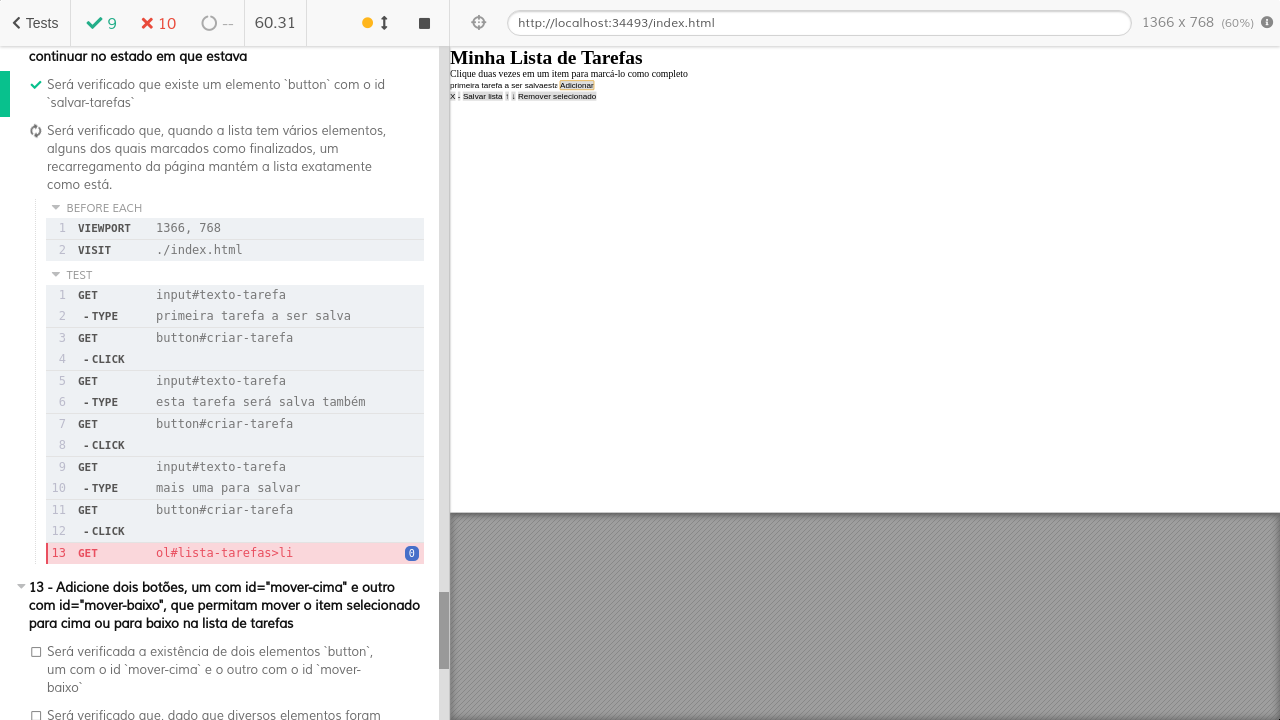 Tests 9 10 -- 60.31 http://localhost:34493/index.html 1366 x 768 (60%)
continuar no estado em que estava
Será verificado que existe um elemento `button` com o id
`salvar-tarefas`
Será verificado que, quando a lista tem vários elementos,
alguns dos quais marcados como finalizados, um
recarregamento da página mantém a lista exatamente
como está.
BEFORE EACH
1 VIEWPORT 1366, 768
2 VISIT ./index.html
TEST
1 GET input#texto-tarefa
2 -TYPE primeira tarefa a ser salva
3 GET button#criar-tarefa
4 -CLICK
5 GET input#texto-tarefa
6 -TYPE esta tarefa será salva também
7 GET button#criar-tarefa
8 -CLICK
9 GET input#texto-tarefa
10 -TYPE mais uma para salvar
11 GET button#criar-tarefa
12 -CLICK
13 GET ol#lista-tarefas>li 0
13 - Adicione dois botões, um com id="mover-cima" e outro
com id="mover-baixo", que permitam mover o item selecionado
para cima ou para baixo na lista de tarefas
Será verificada a existência de dois elementos `button`,
um com o id `mover-cima` e o outro com o id `mover-
baixo`
Será verificado que, dado que diversos elementos foram
Minha Lista de Tarefas
Clique duas vezes em um item para marcá-lo como completo
primeira tarefa a ser salvaesta Adicionar
X - Salvar lista ↑ ↓ Remover selecionado